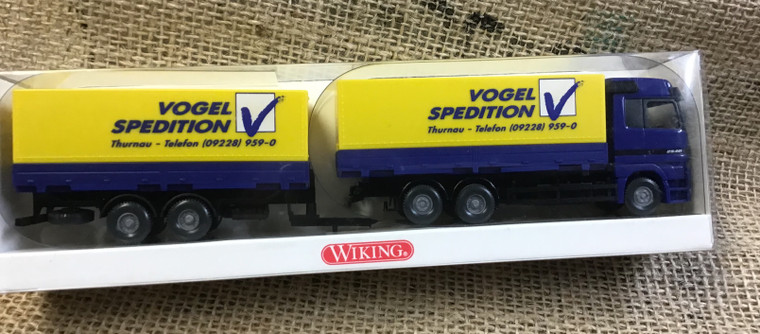 VOGEL
SPEDITION
Thurnau - Telefon (09228) 959-0
VOGEL
SPEDITION
Thurnau - Telefon (09228) 959-0
WIKING®